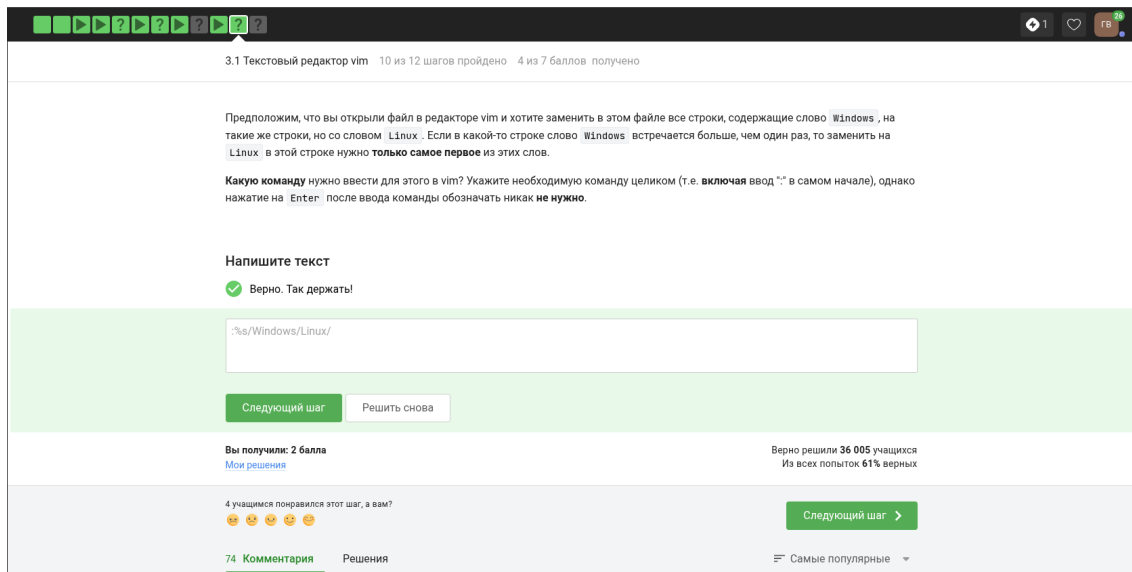 ? ? ? ? ?
1
ГВ
26
3.1 Текстовый редактор vim 10 из 12 шагов пройдено 4 из 7 баллов получено
Предположим, что вы открыли файл в редакторе vim и хотите заменить в этом файле все строки, содержащие слово Windows, на
такие же строки, но со словом Linux. Если в какой-то строке слово Windows встречается больше, чем один раз, то заменить на
Linux в этой строке нужно только самое первое из этих слов.
Какую команду нужно ввести для этого в vim? Укажите необходимую команду целиком (т.е. включая ввод ":" в самом начале), однако
нажатие на Enter после ввода команды обозначать никак не нужно.
Напишите текст
Верно. Так держать!
:%s/Windows/Linux/
Следующий шаг Решить снова
Вы получили: 2 балла
Мои решения
Верно решили 36 005 учащихся
Из всех попыток 61% верных
4 учащимся понравился этот шаг, а вам?
Следующий шаг
74 Комментария Решения
Самые популярные